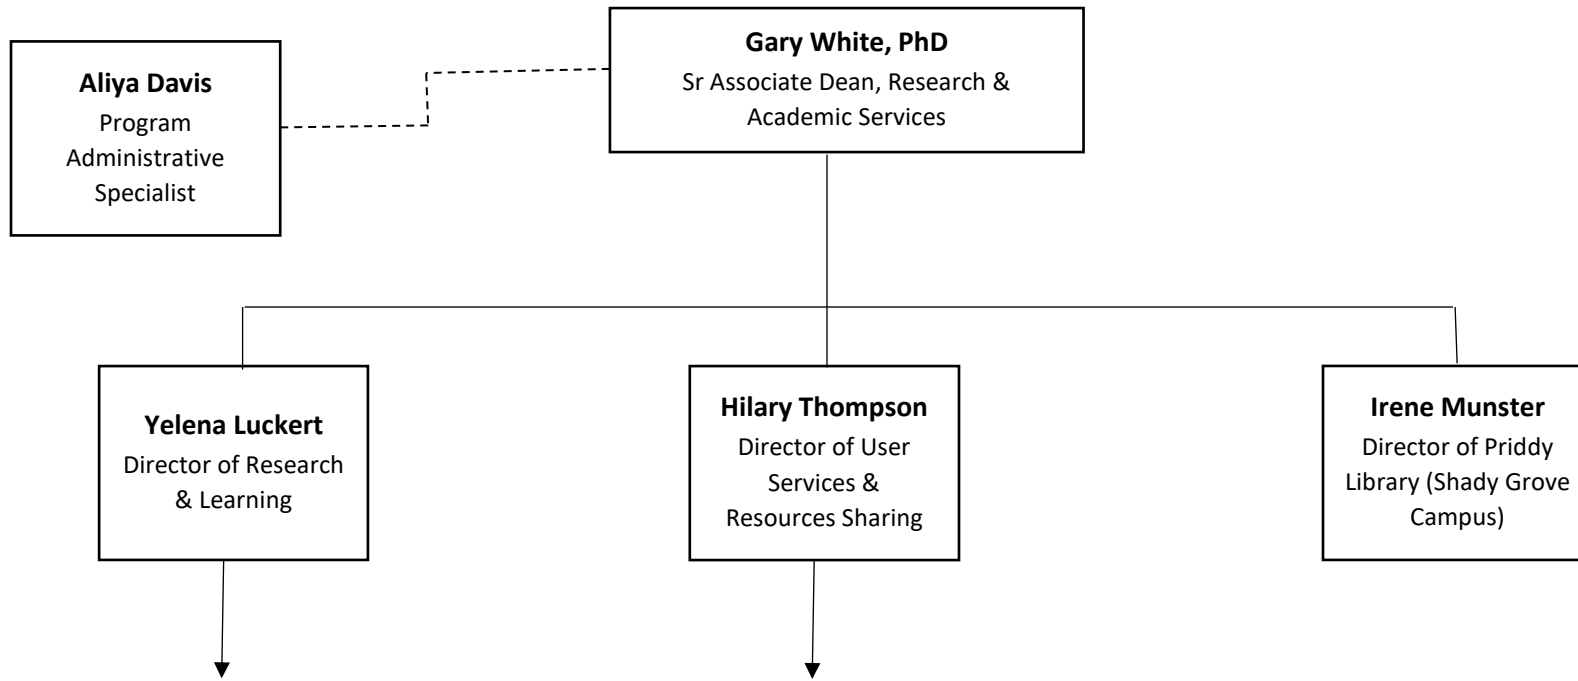 Gary White, PhD
Sr Associate Dean, Research &
Academic Services
Aliya Davis
Program
Administrative
Specialist
Yelena Luckert
Director of Research
& Learning
Hilary Thompson
Director of User
Services &
Resources Sharing
Irene Munster
Director of Priddy
Library (Shady Grove
Campus)